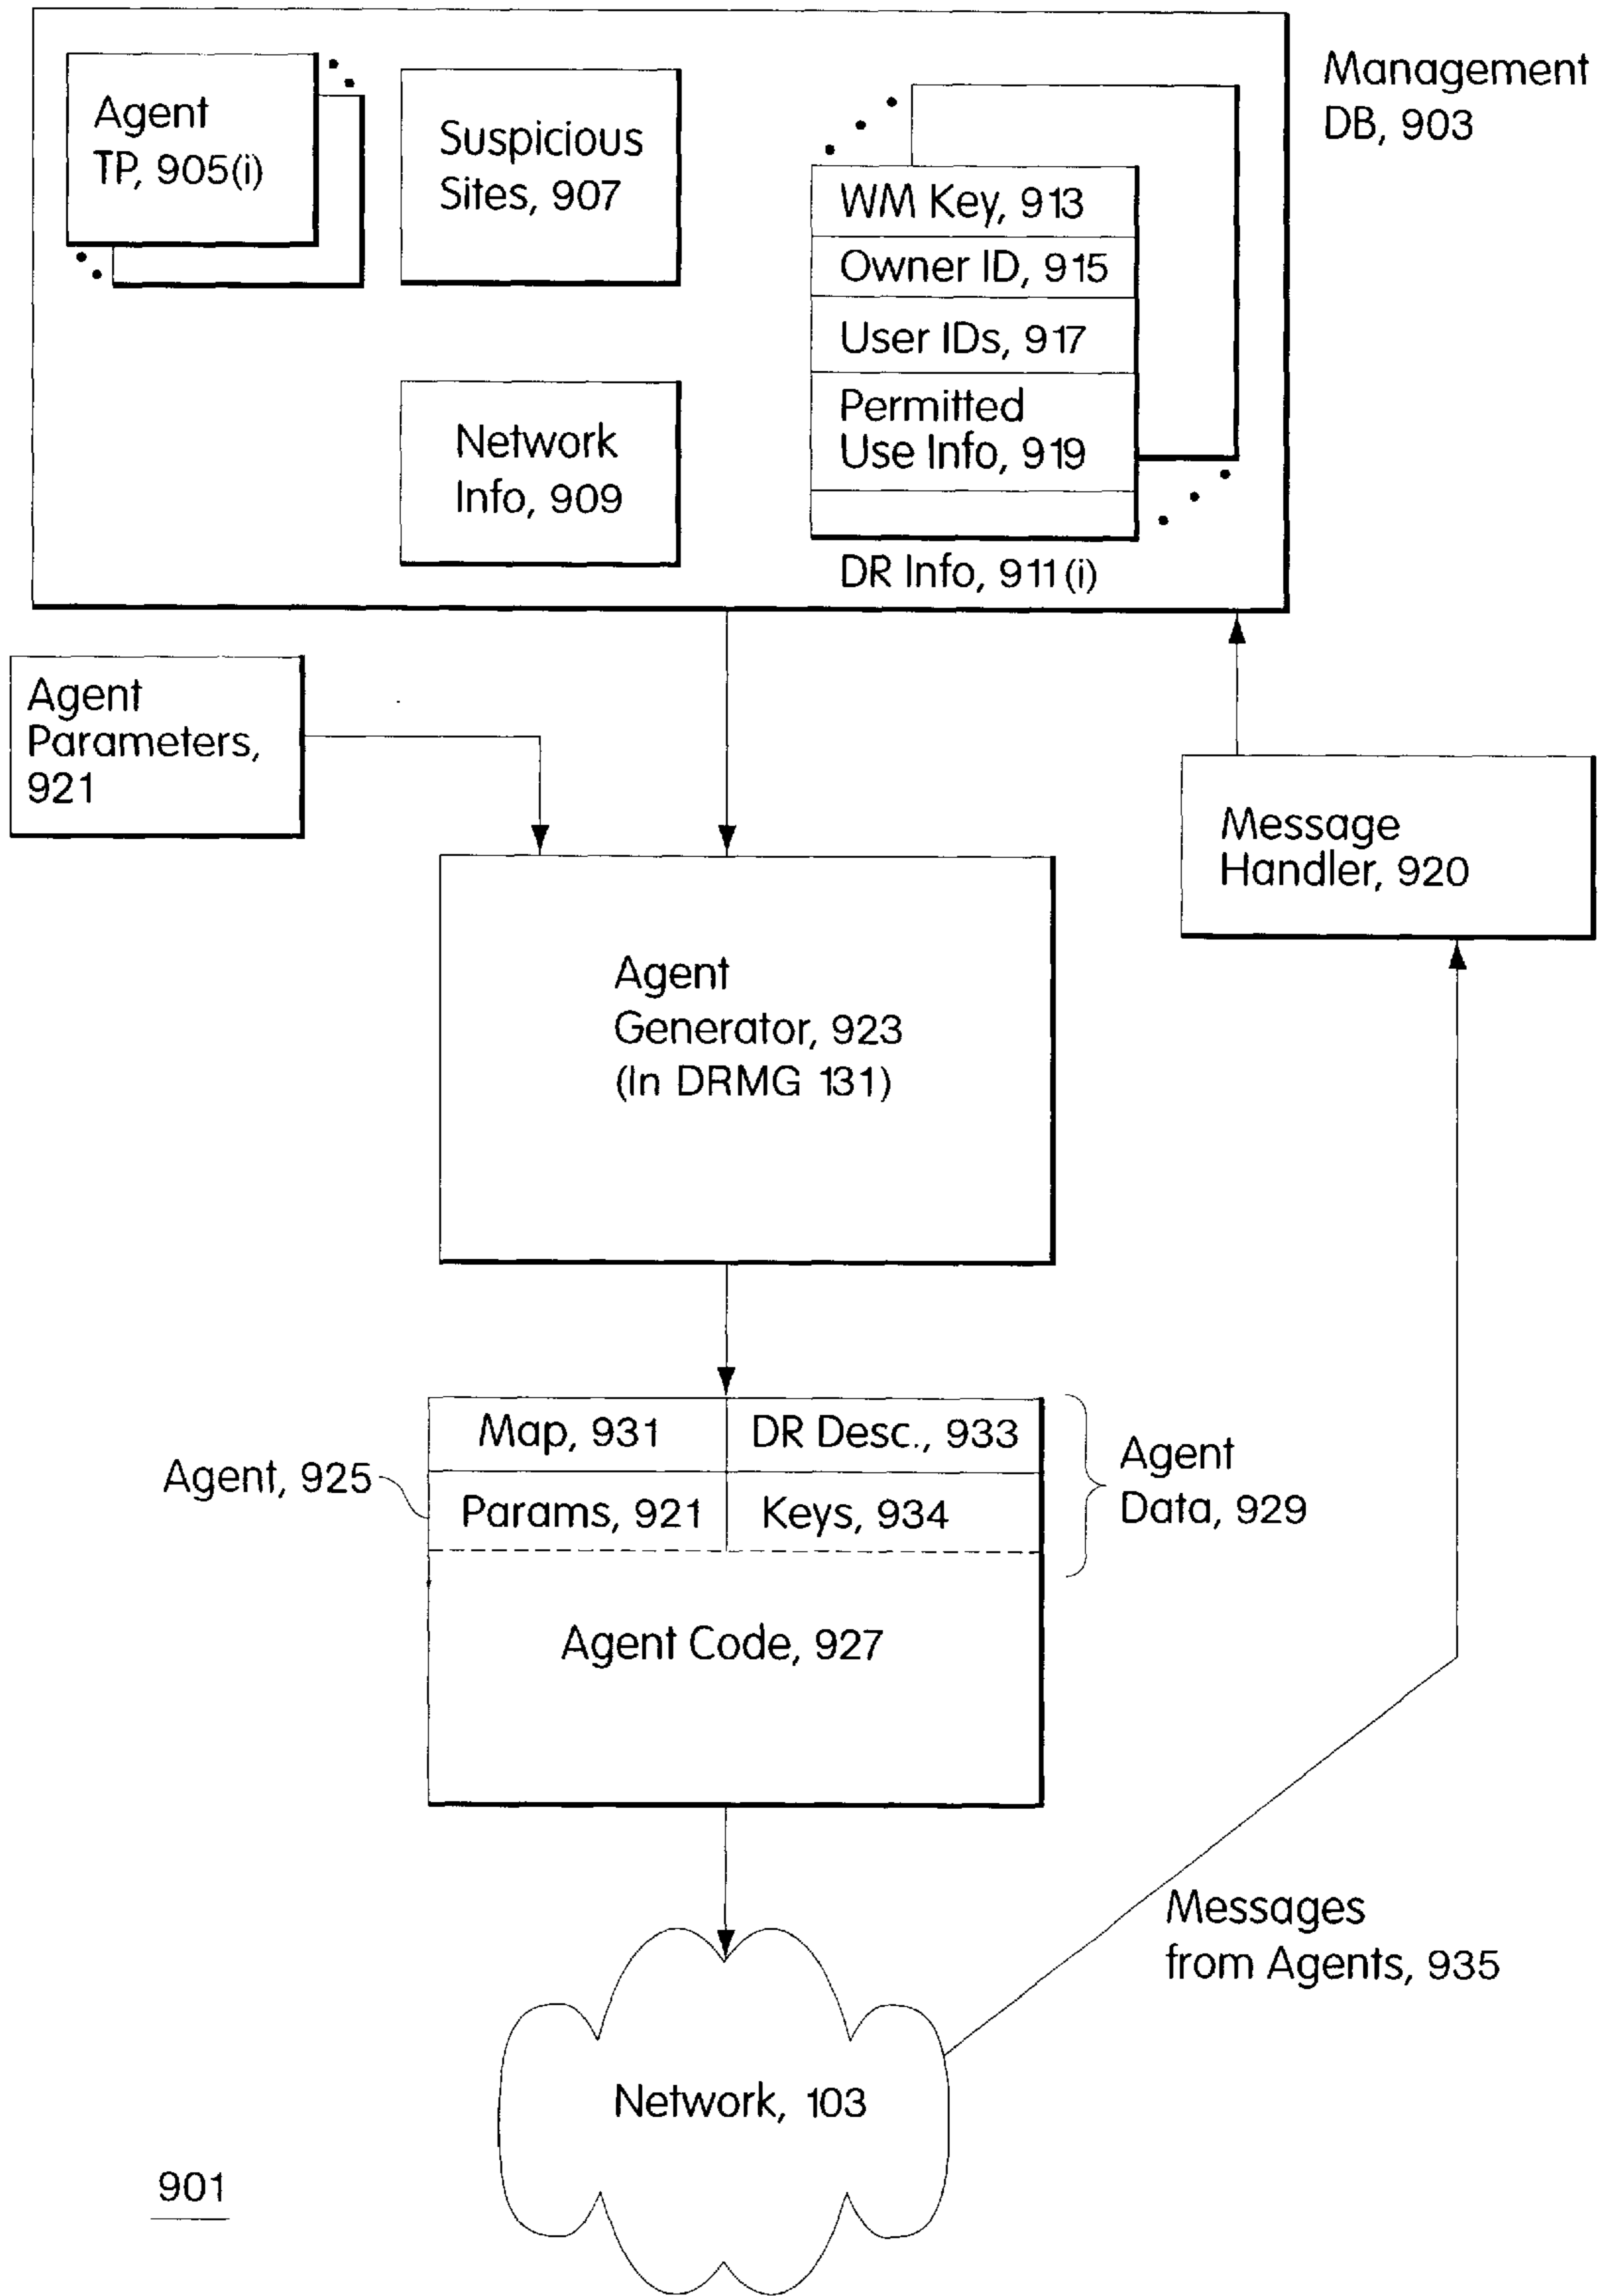 Management
DB, 903
Agent
TP, 905(i)
Suspicious
Sites, 907
WM Key, 913
Owner ID, 915
User IDs, 917
Permitted
Use Info, 919
Network
Info, 909
DR Info, 911(i)
Agent
Parameters,
921
Message
Handler, 920
Agent
Generator, 923
(In DRMG 131)
Map, 931
DR Desc., 933
Agent, 925
Params, 921
Keys, 934
Agent
Data, 929
Agent Code, 927
Messages
from Agents, 935
Network, 103
901